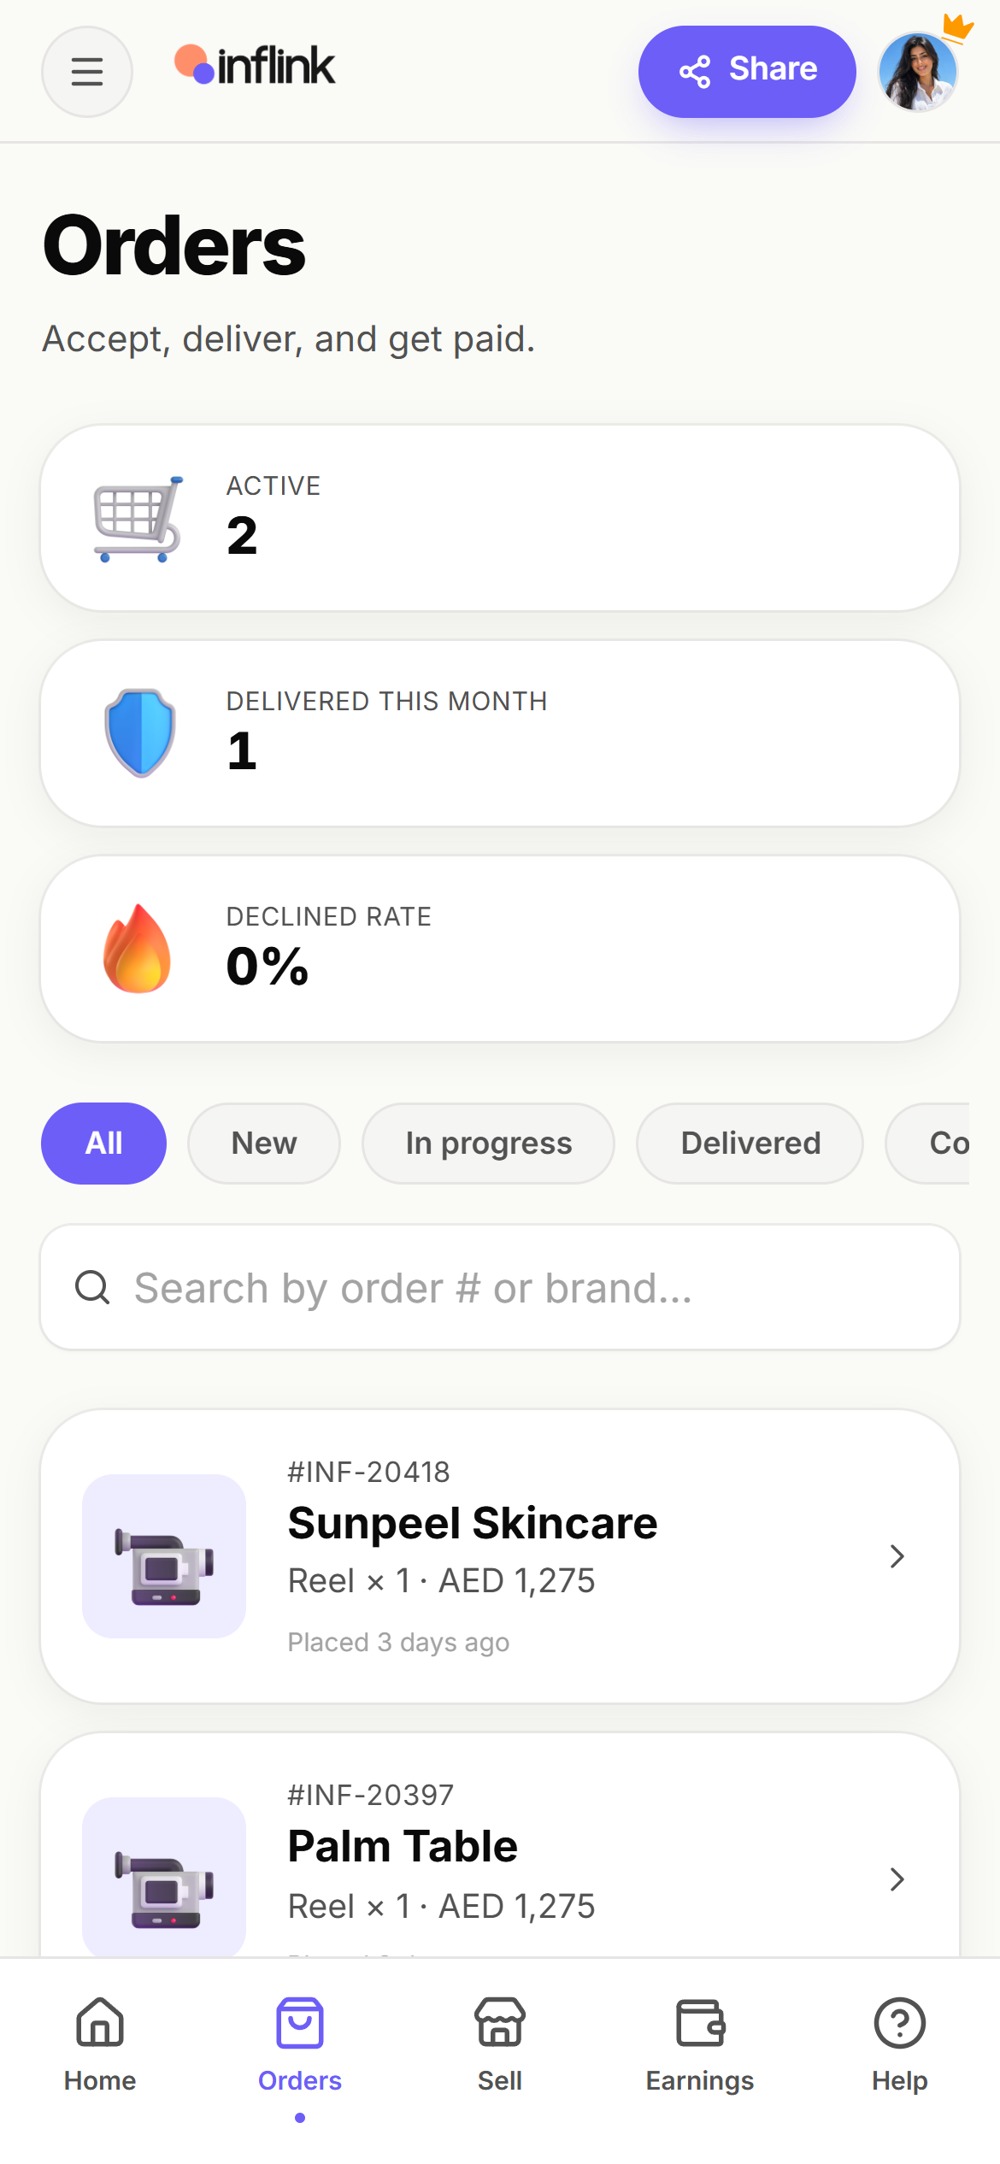 inflink
Share
Orders
Accept, deliver, and get paid.
ACTIVE
2
DELIVERED THIS MONTH
1
DECLINED RATE
0%
All
New
In progress
Delivered
Co
Search by order # or brand...
#INF-20418
Sunpeel Skincare
Reel × 1 · AED 1,275
Placed 3 days ago
#INF-20397
Palm Table
Reel × 1 · AED 1,275
Home
Orders
Sell
Earnings
Help